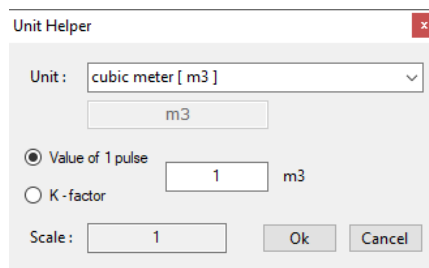 Unit Helper
x
Unit : cubic meter [ m3 ]
m3
Value of 1 pulse
1 m3
K - factor
Scale : 1 Ok Cancel